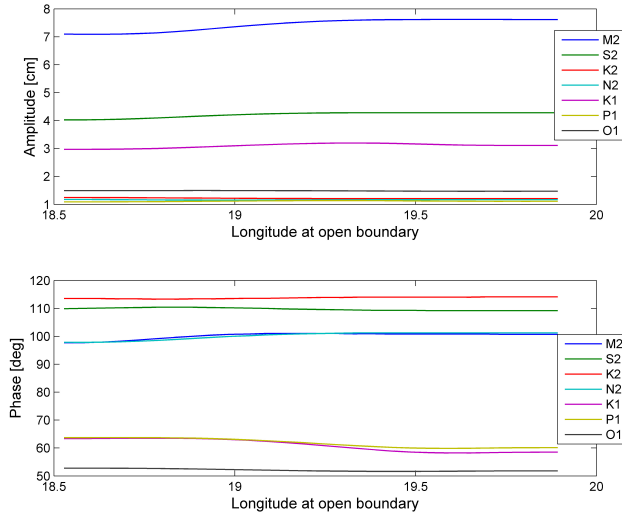 8
7
6
5
4
3
2
1
Amplitude [cm]
M2
S2
K2
N2
K1
P1
O1
18.5 19 19.5 20
Longitude at open boundary
120
110
100
90
80
70
60
50
Phase [deg]
M2
S2
K2
N2
K1
P1
O1
18.5 19 19.5 20
Longitude at open boundary